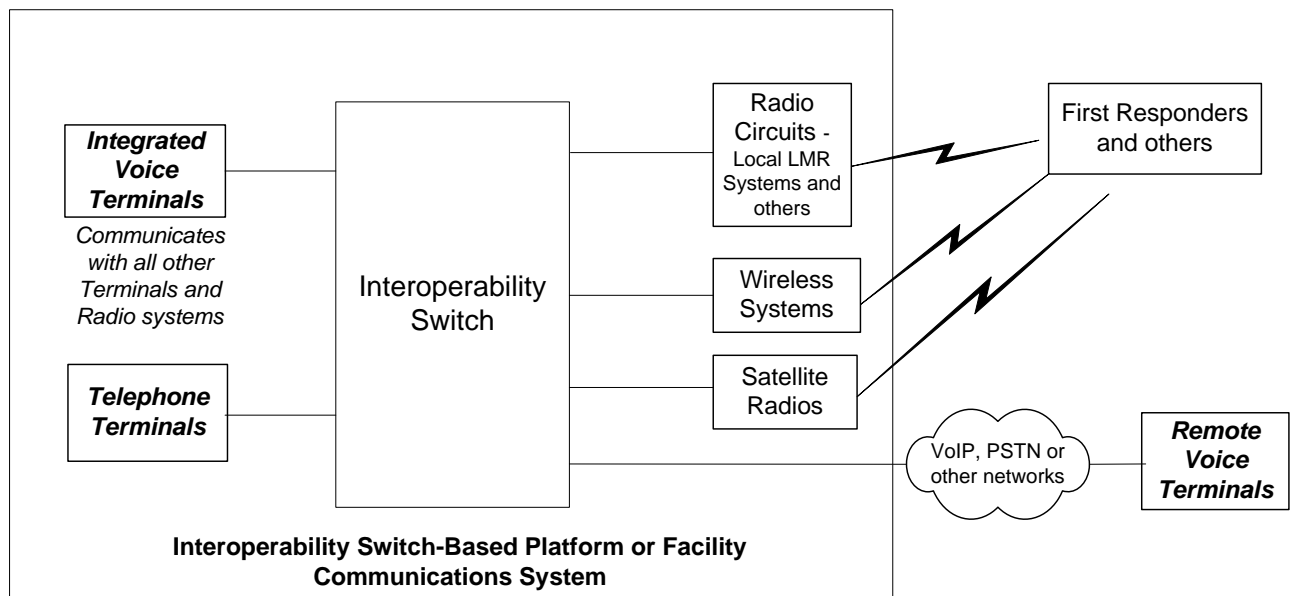 Integrated
Voice
Terminals
Communicates
with all other
Terminals and
Radio systems
Telephone
Terminals
Interoperability
Switch
Radio
Circuits -
Local LMR
Systems and
others
Wireless
Systems
Satellite
Radios
First Responders
and others
VoIP, PSTN or
other networks
Remote
Voice
Terminals
Interoperability Switch-Based Platform or Facility
Communications System